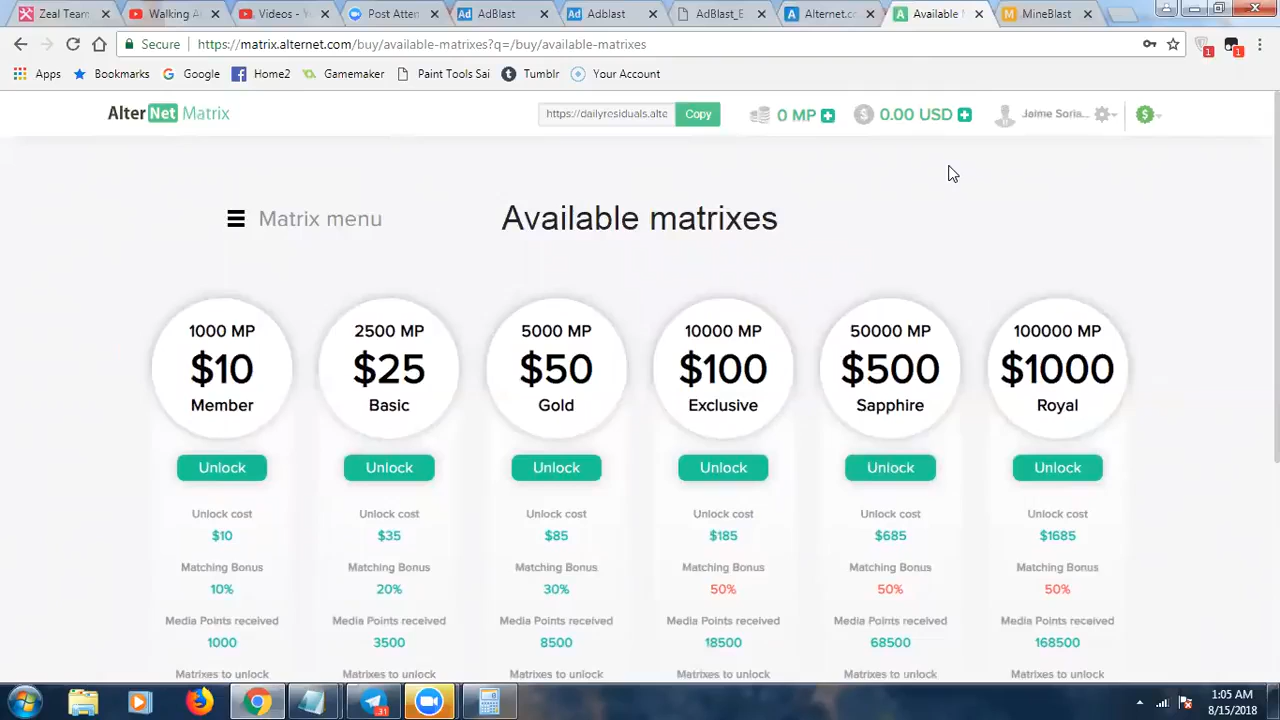 Zeal Team
Walking A
Videos - Y
Post Atten
AdBlast
Adblast
AdBlast_E
Alternet.c
Available
MineBlast
Secure
https://matrix.alternet.com/buy/available-matrixes?q=/buy/available-matrixes
1
1
Apps
Bookmarks
Google
Home2
Gamemaker
Paint Tools Sai
Tumblr
Your Account
AlterNet Matrix
https://dailyresiduals.alte
Copy
0 MP
0.00 USD
Jaime Soria...
Matrix menu
Available matrixes
1000 MP
$10
Member
2500 MP
$25
Basic
5000 MP
$50
Gold
10000 MP
$100
Exclusive
50000 MP
$500
Sapphire
100000 MP
$1000
Royal
Unlock
Unlock
Unlock
Unlock
Unlock
Unlock
Unlock cost
Unlock cost
Unlock cost
Unlock cost
Unlock cost
Unlock cost
$10
$35
$85
$185
$685
$1685
Matching Bonus
Matching Bonus
Matching Bonus
Matching Bonus
Matching Bonus
Matching Bonus
10%
20%
30%
50%
50%
50%
Media Points received
Media Points received
Media Points received
Media Points received
Media Points received
Media Points received
1000
3500
8500
18500
68500
168500
Matrixes to unlock
Matrixes to unlock
Matrixes to unlock
Matrixes to unlock
Matrixes to unlock
Matrixes to unlock
31
1:05 AM
8/15/2018